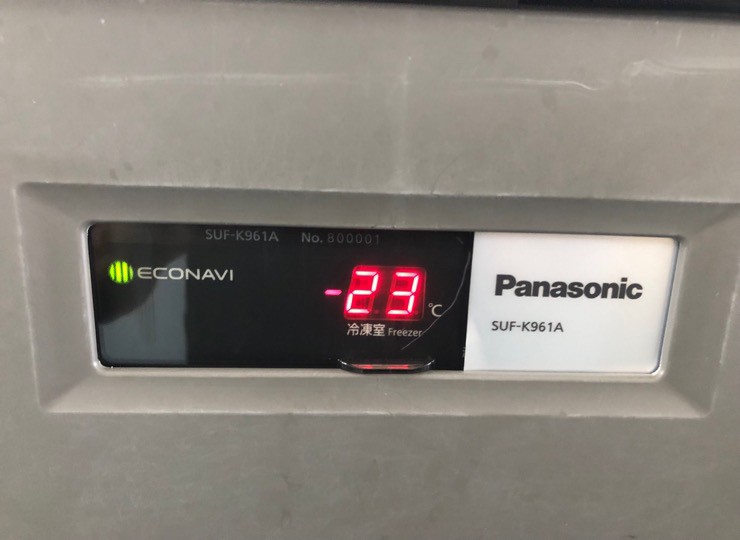 SUF-K961A No. 800001
ECONAVI
-23 ℃
冷凍室 Freezer
Panasonic
SUF-K961A